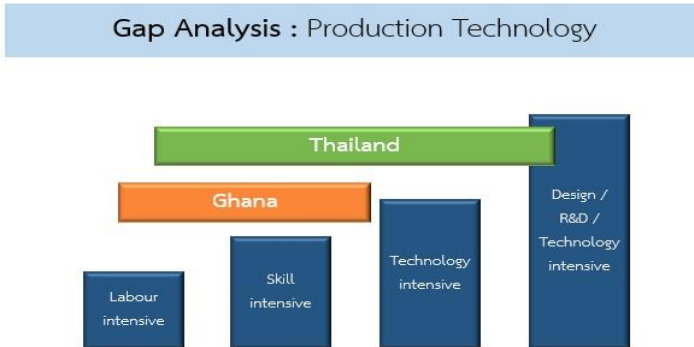 Gap Analysis : Production Technology
Thailand
Ghana
Labour
intensive
Skill
intensive
Technology
intensive
Design /
R&D /
Technology
intensive